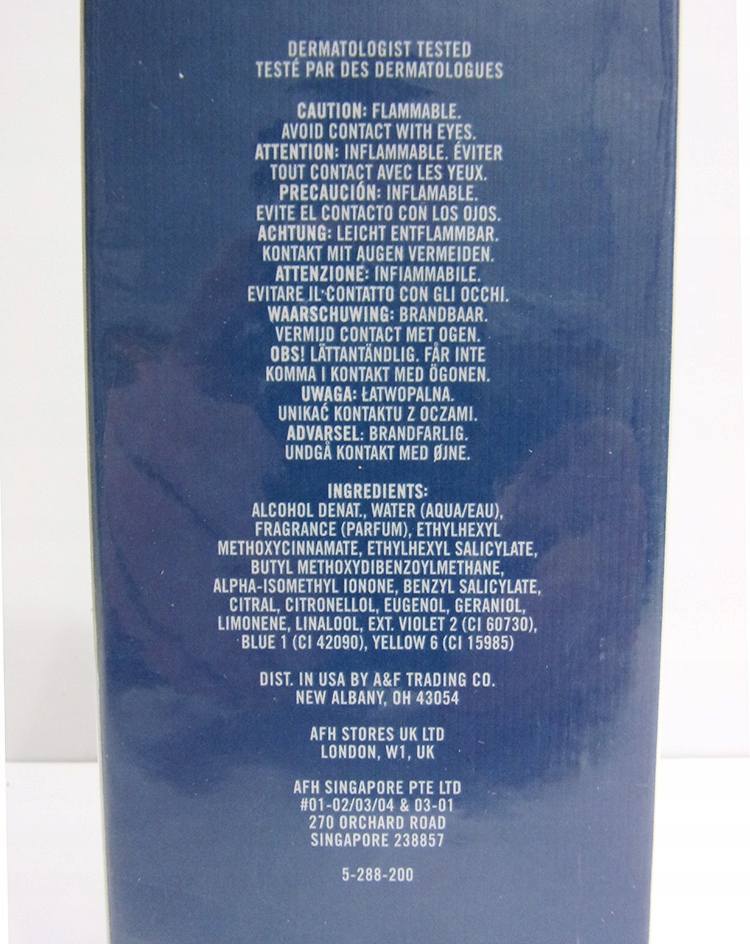 DERMATOLOGIST TESTED
TESTÉ PAR DES DERMATOLOGUES
CAUTION: FLAMMABLE.
AVOID CONTACT WITH EYES.
ATTENTION: INFLAMMABLE. ÉVITER
TOUT CONTACT AVEC LES YEUX.
PRECAUCIÓN: INFLAMABLE.
EVITE EL CONTACTO CON LOS OJOS.
ACHTUNG: LEICHT ENTFLAMMBAR.
KONTAKT MIT AUGEN VERMEIDEN.
ATTENZIONE: INFIAMMABILE.
EVITARE IL CONTATTO CON GLI OCCHI.
WAARSCHUWING: BRANDBAAR.
VERMIJD CONTACT MET OGEN.
OBS! LÄTTANTÄNDLIG. FÅR INTE
KOMMA I KONTAKT MED ÖGONEN.
UWAGA: ŁATWOPALNA.
UNIKAĆ KONTAKTU Z OCZAMI.
ADVARSEL: BRANDFARLIG.
UNDGÅ KONTAKT MED ØJNE.
INGREDIENTS:
ALCOHOL DENAT., WATER (AQUA/EAU),
FRAGRANCE (PARFUM), ETHYLHEXYL
METHOXYCINNAMATE, ETHYLHEXYL SALICYLATE,
BUTYL METHOXYDIBENZOYLMETHANE,
ALPHA-ISOMETHYL IONONE, BENZYL SALICYLATE,
CITRAL, CITRONELLOL, EUGENOL, GERANIOL,
LIMONENE, LINALOOL, EXT. VIOLET 2 (CI 60730),
BLUE 1 (CI 42090), YELLOW 6 (CI 15985)
DIST. IN USA BY A&F TRADING CO.
NEW ALBANY, OH 43054
AFH STORES UK LTD
LONDON, W1, UK
AFH SINGAPORE PTE LTD
#01-02/03/04 & 03-01
270 ORCHARD ROAD
SINGAPORE 238857
5-288-200